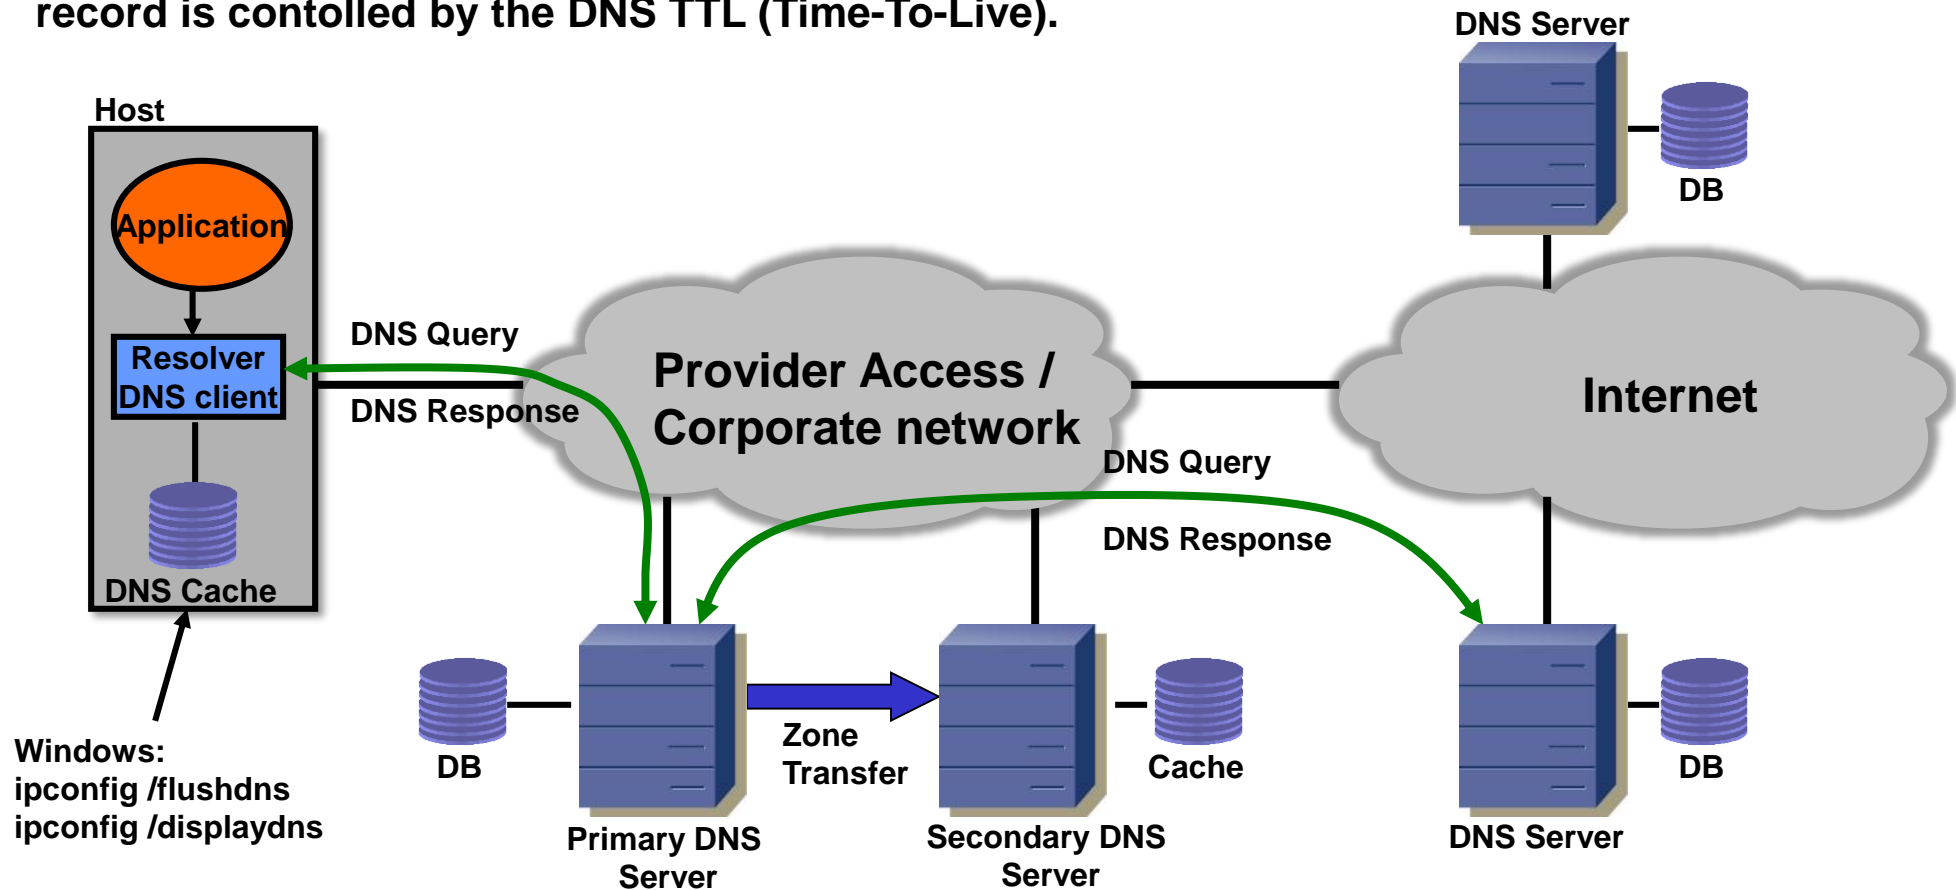 record is contolled by the DNS TTL (Time-To-Live).
DNS Server
DB
Host
Application
Resolver
DNS client
DNS Cache
DNS Query
DNS Response
Provider Access /
Corporate network
Internet
DNS Query
DNS Response
Windows:
ipconfig /flushdns
ipconfig /displaydns
DB
Primary DNS
Server
Zone
Transfer
Secondary DNS
Server
Cache
DNS Server
DB